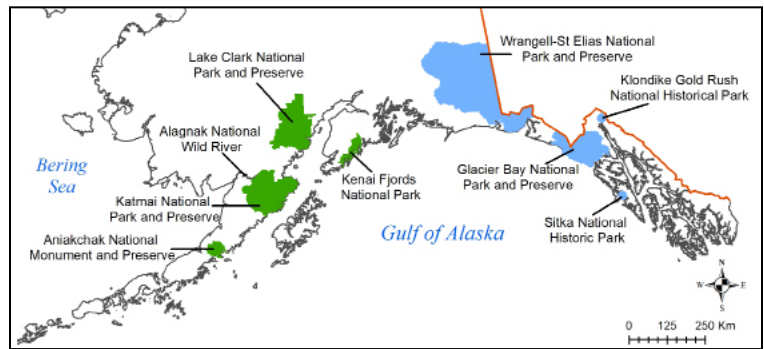 Wrangell-St Elias National
Park and Preserve
Lake Clark National
Park and Preserve
Klondike Gold Rush
National Historical Park
Alagnak National
Wild River
Bering
Sea
Kenai Fjords
National Park
Glacier Bay National
Park and Preserve
Katmai National
Park and Preserve
Sitka National
Historic Park
Gulf of Alaska
Aniakchak National
Monument and Preserve
N
W E
S
0 125 250 Km